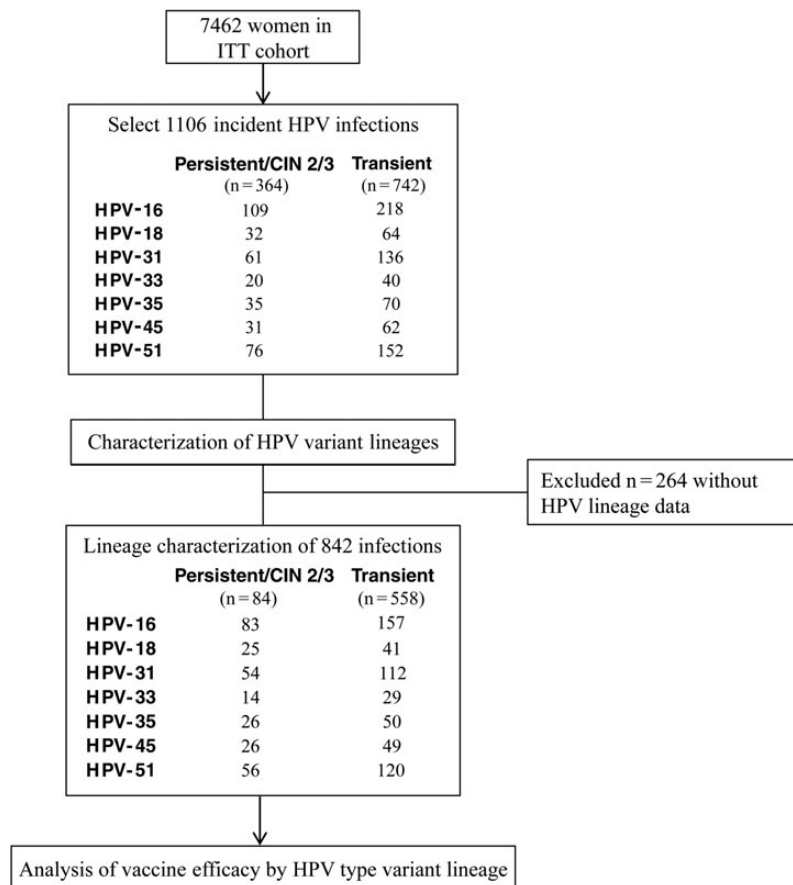 7462 women in
ITT cohort
Select 1106 incident HPV infections
Persistent/CIN 2/3 Transient
(n=364) (n=742)
HPV-16 109 218
HPV-18 32 64
HPV-31 61 136
HPV-33 20 40
HPV-35 35 70
HPV-45 31 62
HPV-51 76 152
Characterization of HPV variant lineages
Excluded n=264 without
HPV lineage data
Lineage characterization of 842 infections
Persistent/CIN 2/3 Transient
(n=84) (n=558)
HPV-16 83 157
HPV-18 25 41
HPV-31 54 112
HPV-33 14 29
HPV-35 26 50
HPV-45 26 49
HPV-51 56 120
Analysis of vaccine efficacy by HPV type variant lineage